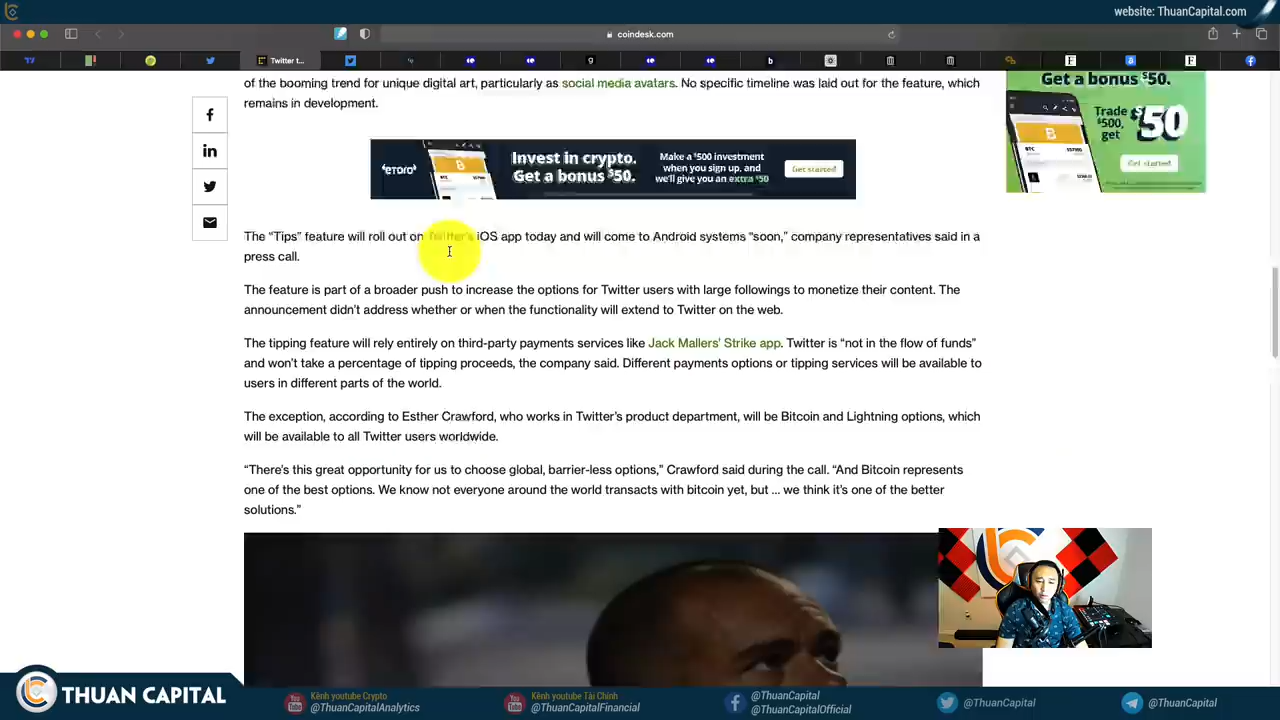 website: ThuanCapital.com
coindesk.com
Twitter t...
of the booming trend for unique digital art, particularly as social media avatars. No specific timeline was laid out for the feature, which
remains in development.
Get a bonus $50.
Trade
$500,
get
$50
Get started
BTC
eToro
Invest in crypto.
Get a bonus $50.
Make a $500 investment
when you sign up, and
we'll give you an extra $50
Get started
BTC
The “Tips” feature will roll out on Twitter's iOS app today and will come to Android systems “soon,” company representatives said in a
press call.
The feature is part of a broader push to increase the options for Twitter users with large followings to monetize their content. The
announcement didn't address whether or when the functionality will extend to Twitter on the web.
The tipping feature will rely entirely on third-party payments services like Jack Mallers' Strike app. Twitter is “not in the flow of funds”
and won't take a percentage of tipping proceeds, the company said. Different payments options or tipping services will be available to
users in different parts of the world.
The exception, according to Esther Crawford, who works in Twitter's product department, will be Bitcoin and Lightning options, which
will be available to all Twitter users worldwide.
“There's this great opportunity for us to choose global, barrier-less options,” Crawford said during the call. “And Bitcoin represents
one of the best options. We know not everyone around the world transacts with bitcoin yet, but ... we think it's one of the better
solutions.”
THUAN CAPITAL
Kênh youtube Crypto
@ThuanCapitalAnalytics
Kênh youtube Tài Chính
@ThuanCapitalFinancial
@ThuanCapital
@ThuanCapitalOfficial
@ThuanCapital
@ThuanCapital